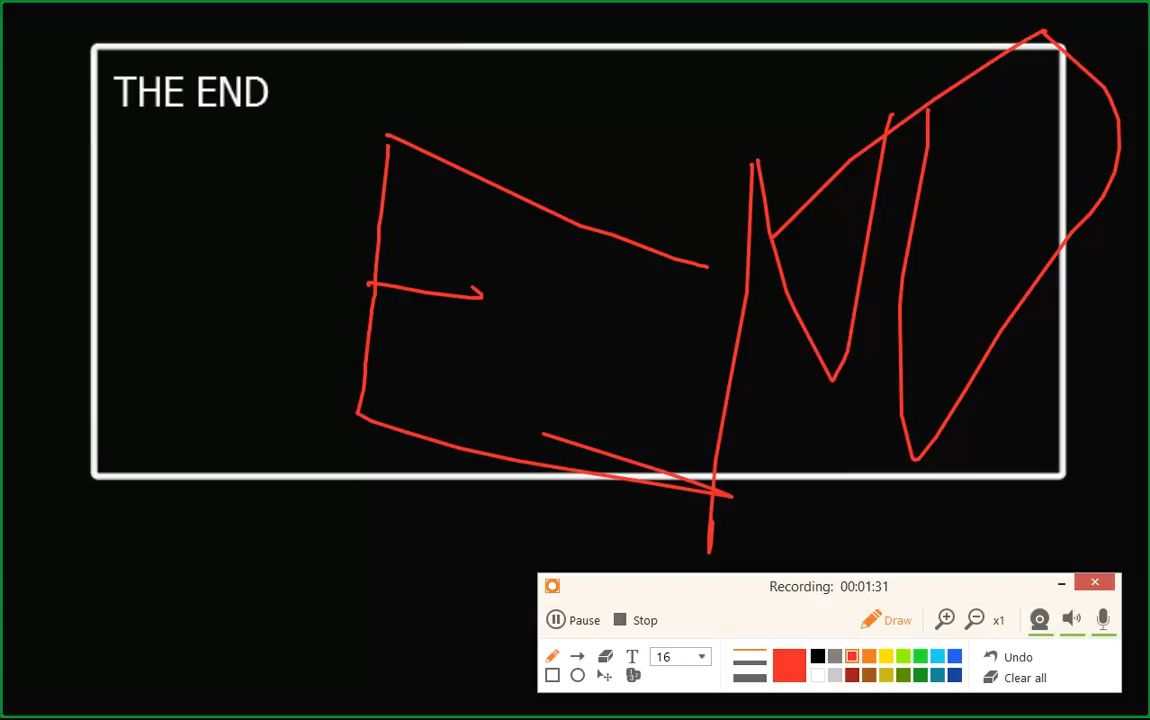 THE END
END
Recording: 00:01:31
Pause Stop Draw x1
T 16 Undo
Clear all